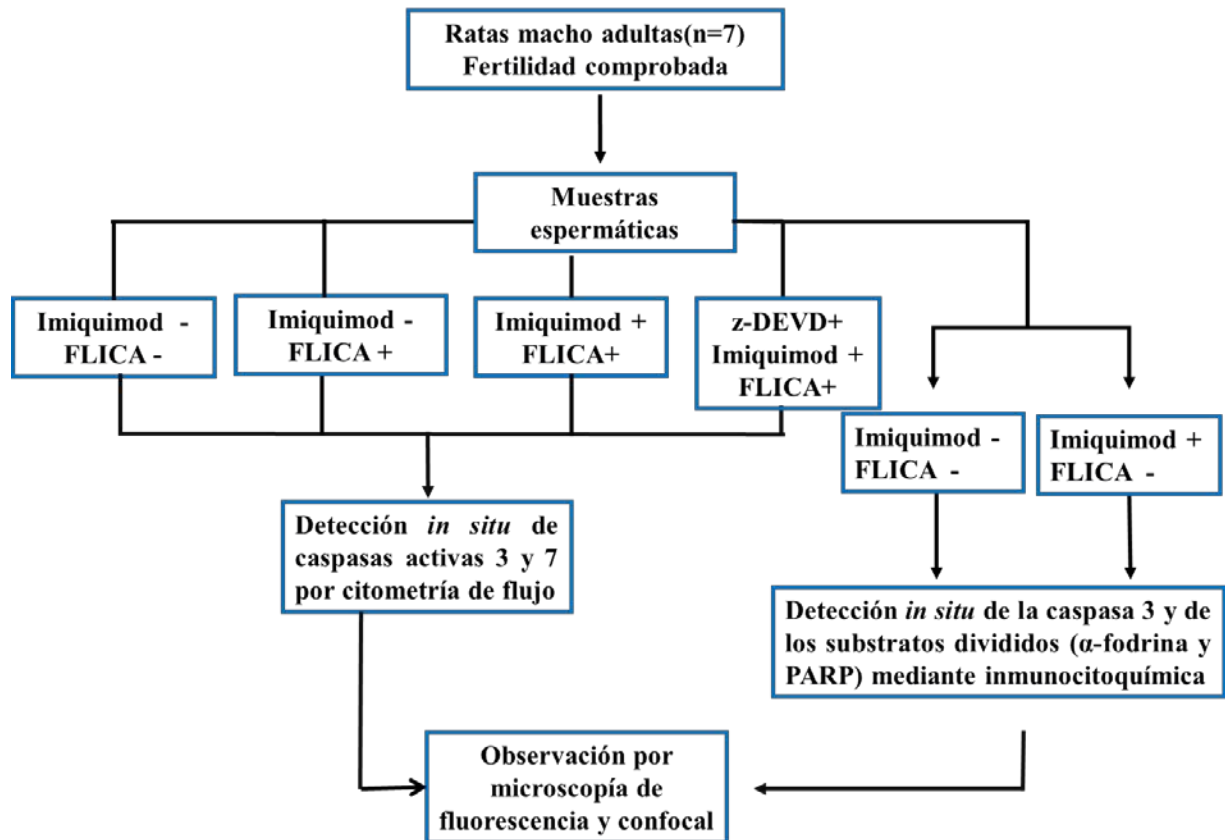 Ratas macho adultas(n=7)
Fertilidad comprobada
Muestras
espermáticas
Imiquimod -
FLICA -
Imiquimod -
FLICA +
Imiquimod +
FLICA+
z-DEVD+
Imiquimod +
FLICA+
Imiquimod -
FLICA -
Imiquimod +
FLICA -
Detección in situ de
caspasas activas 3 y 7
por citometría de flujo
Detección in situ de la caspasa 3 y de
los substratos divididos (α-fodrina y
PARP) mediante inmunocitoquímica
Observación por
microscopía de
fluorescencia y confocal